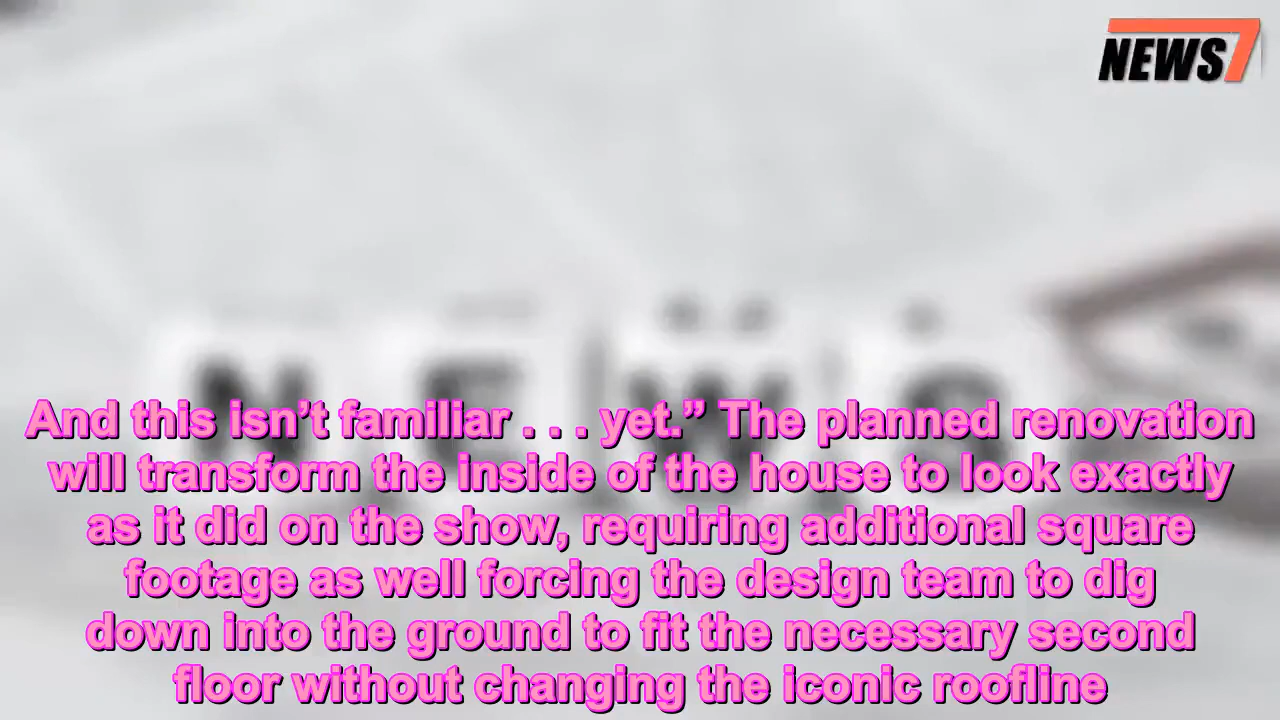 NEWS7
N E W S
And this isn’t familiar . . . yet.” The planned renovation
will transform the inside of the house to look exactly
as it did on the show, requiring additional square
footage as well forcing the design team to dig
down into the ground to fit the necessary second
floor without changing the iconic roofline